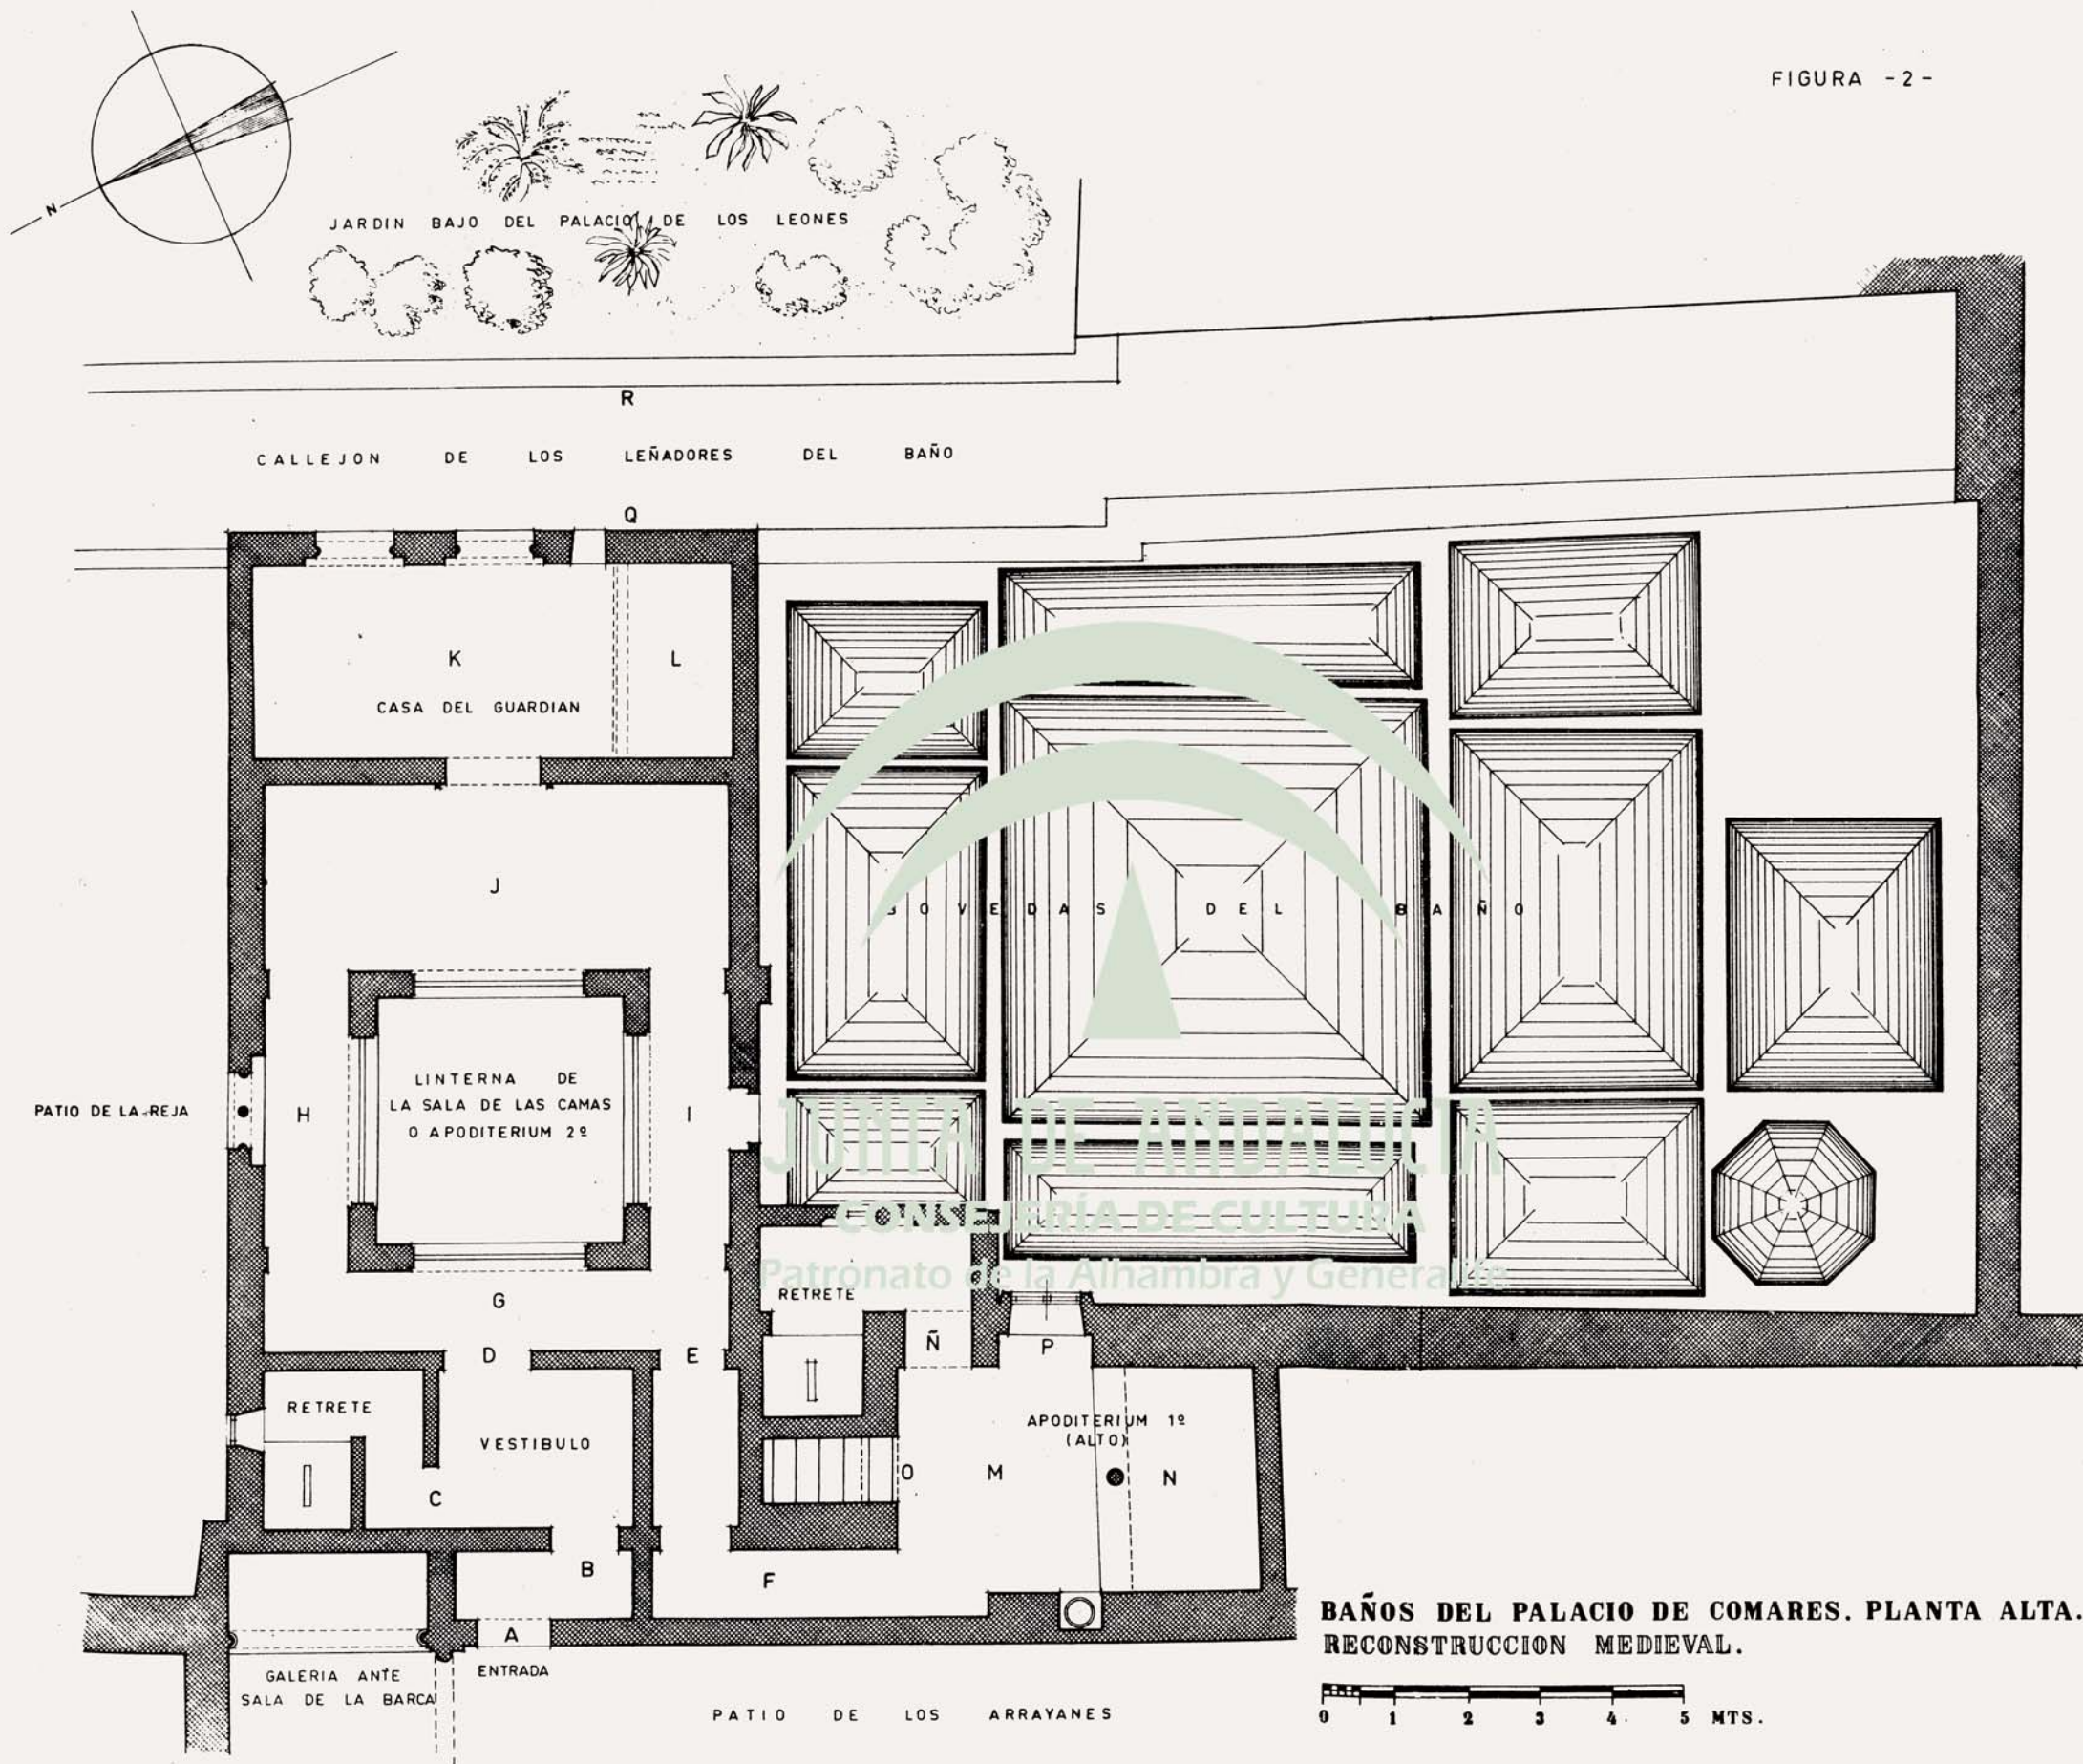 FIGURA -2-
N
JARDIN BAJO DEL PALACIO DE LOS LEONES
R
CALLEJON DE LOS LEÑADORES DEL BAÑO
Q
K
L
CASA DEL GUARDIAN
J
BOVEDAS DEL BAÑO
LINTERNA DE
LA SALA DE LAS CAMAS
O APODITERIUM 2º
PATIO DE LA REJA
H
I
JUNTA DE ANDALUCIA
CONSEJERÍA DE CULTURA
Patronato de la Alhambra y Generalife
RETRETE
G
D
E
Ñ
P
RETRETE
VESTIBULO
APODITERIUM 1º
(ALTO)
C
O
M
N
B
F
A
ENTRADA
GALERIA ANTE
SALA DE LA BARCA
PATIO DE LOS ARRAYANES
BAÑOS DEL PALACIO DE COMARES. PLANTA ALTA.
RECONSTRUCCION MEDIEVAL.
0 1 2 3 4 5 MTS.